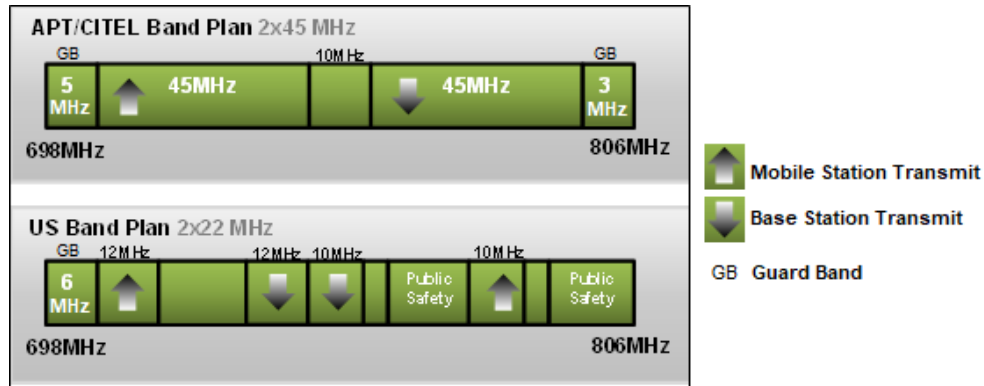 APT/CITEL Band Plan 2x45 MHz
GB 10MHz GB
5 MHz 45MHz 45MHz 3 MHz
698MHz 806MHz
US Band Plan 2x22 MHz
GB 12MHz 12MHz 10MHz 10MHz
6 MHz Public Safety Public Safety
698MHz 806MHz
Mobile Station Transmit
Base Station Transmit
GB Guard Band